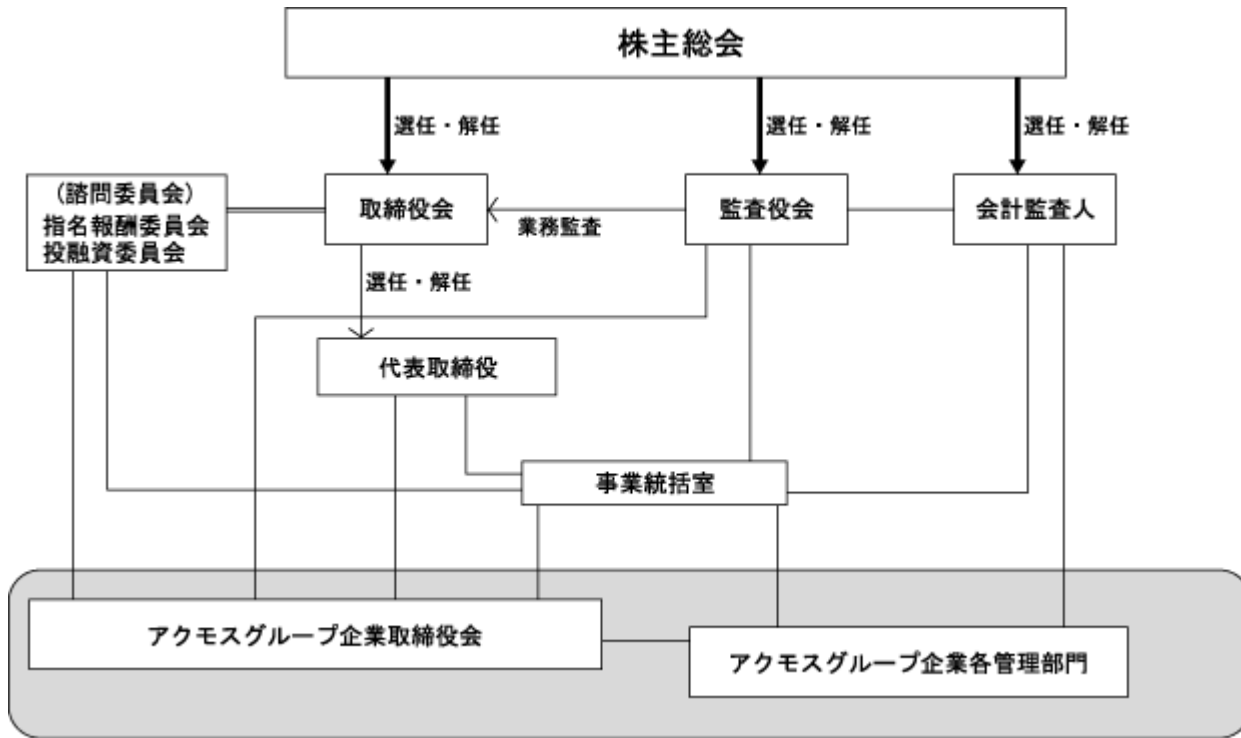 株主総会
選任・解任
選任・解任
選任・解任
(諮問委員会)
指名報酬委員会
投融資委員会
取締役会
業務監査
監査役会
会計監査人
選任・解任
代表取締役
事業統括室
アクモスグループ企業取締役会
アクモスグループ企業各管理部門